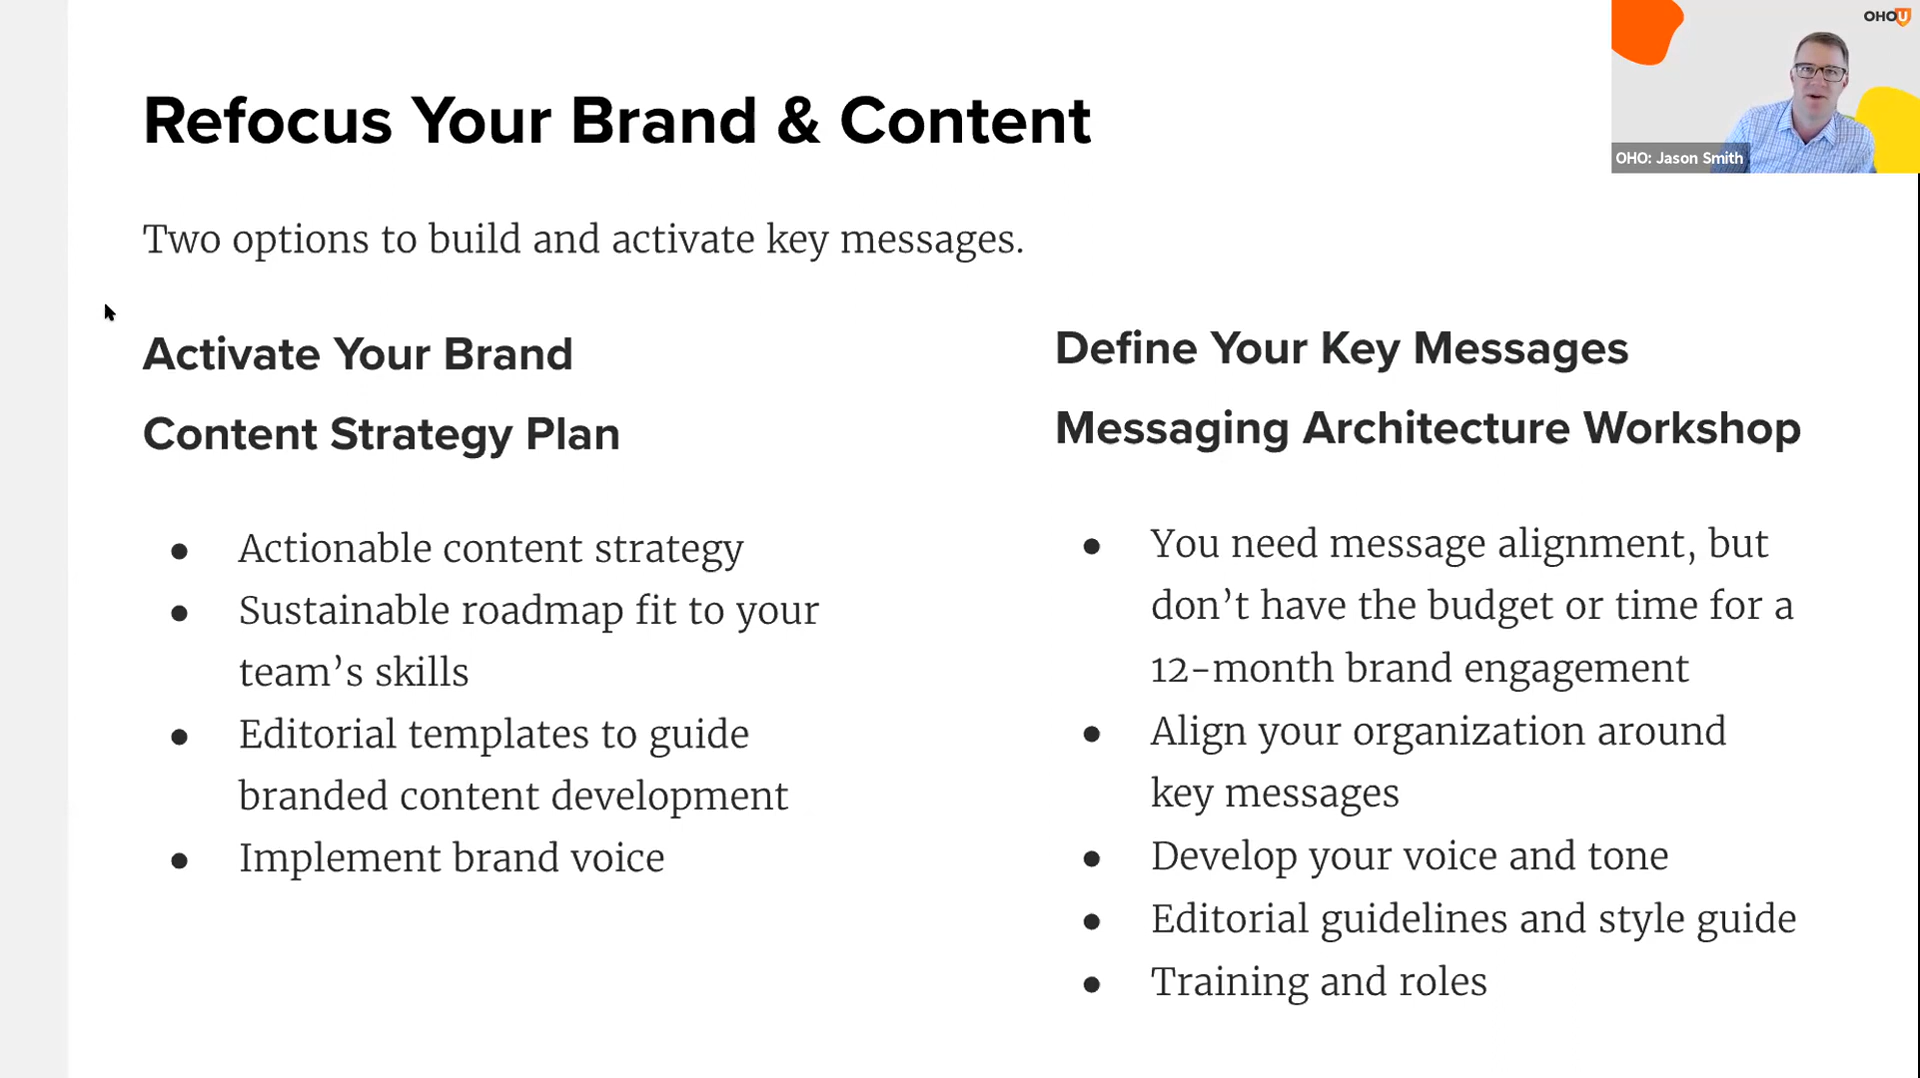 OHO U
OHO: Jason Smith
Refocus Your Brand & Content
Two options to build and activate key messages.
Activate Your Brand
Content Strategy Plan
● Actionable content strategy
● Sustainable roadmap fit to your
team’s skills
● Editorial templates to guide
branded content development
● Implement brand voice
Define Your Key Messages
Messaging Architecture Workshop
● You need message alignment, but
don’t have the budget or time for a
12-month brand engagement
● Align your organization around
key messages
● Develop your voice and tone
● Editorial guidelines and style guide
● Training and roles